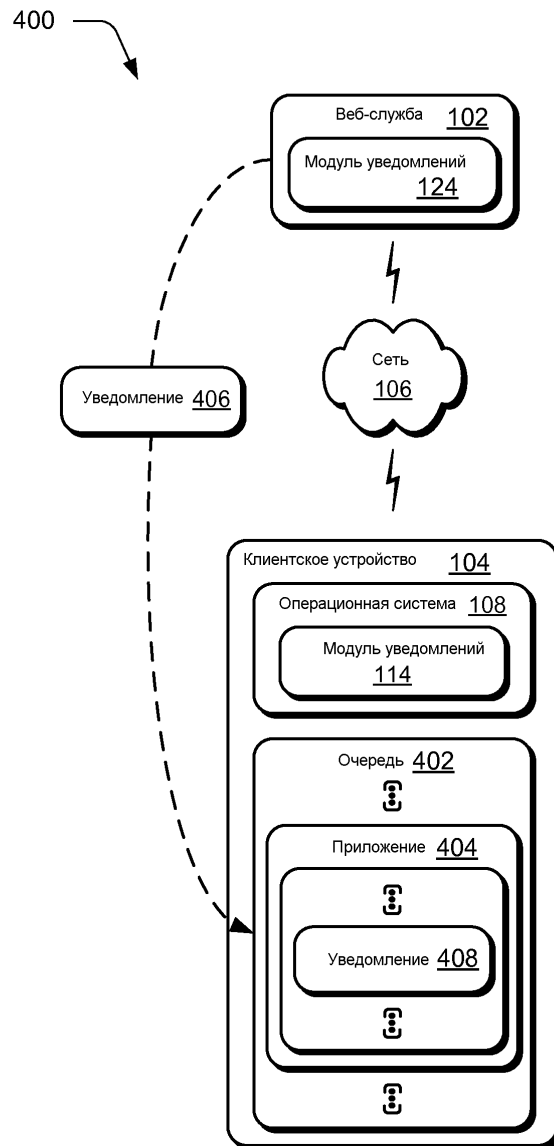 400
Веб-служба 102
Модуль уведомлений
124
Сеть
106
Уведомление 406
Клиентское устройство 104
Операционная система 108
Модуль уведомлений
114
Очередь 402
Приложение 404
Уведомление 408